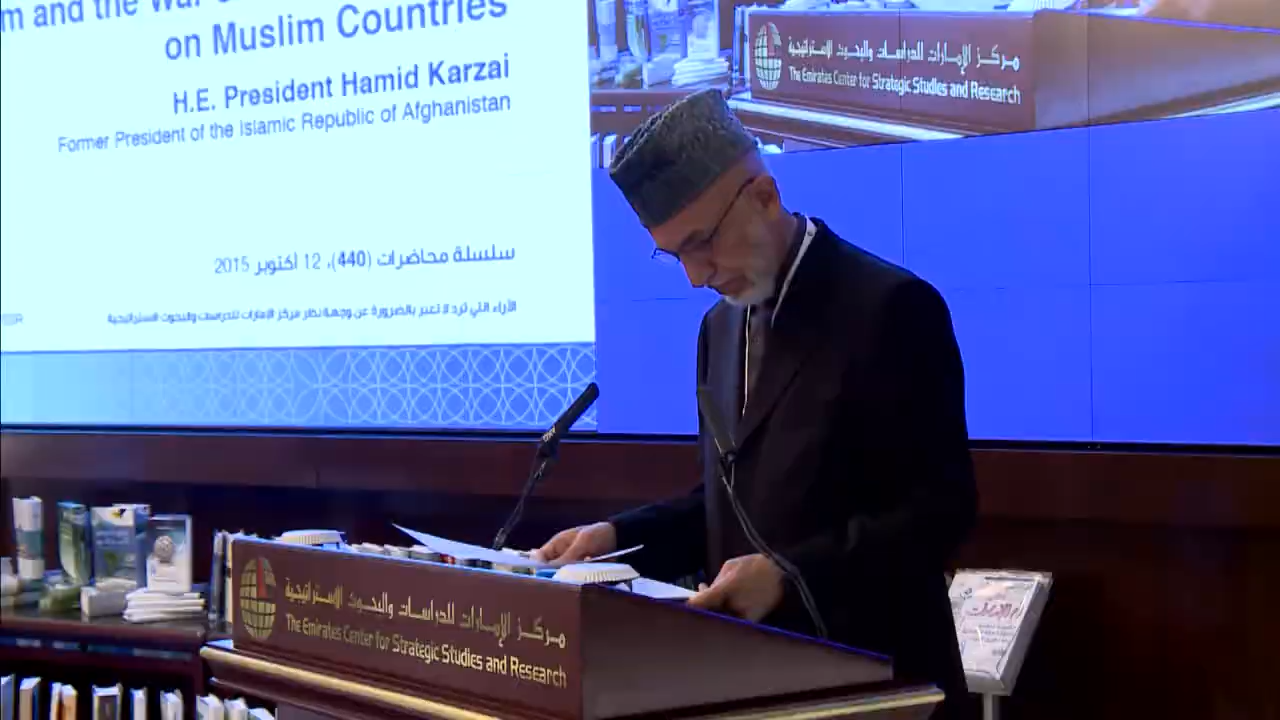 m and the War
on Muslim Countries
H.E. President Hamid Karzai
Former President of the Islamic Republic of Afghanistan
سلسلة محاضرات (440)، 12 أكتوبر 2015
الآراء التي ترد لا تعبر بالضرورة عن وجهة نظر مركز الإمارات للدراسات والبحوث الاستراتيجية
مركز الإمارات للدراسات والبحوث الاستراتيجية
The Emirates Center for Strategic Studies and Research
مركز الإمارات للدراسات والبحوث الاستراتيجية
The Emirates Center for Strategic Studies and Research